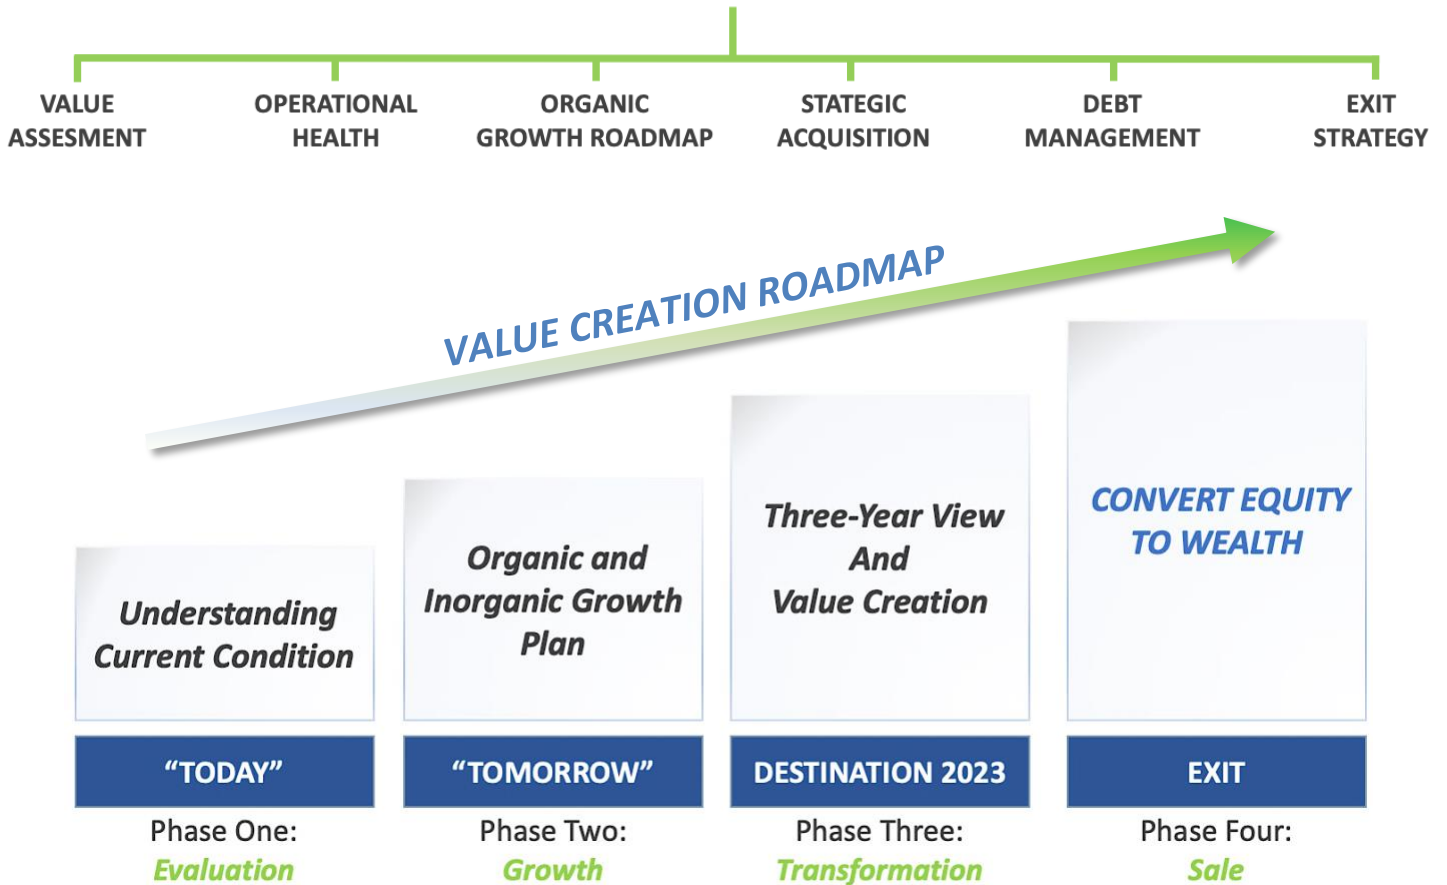 VALUE
ASSESMENT
OPERATIONAL
HEALTH
ORGANIC
GROWTH ROADMAP
STATEGIC
ACQUISITION
DEBT
MANAGEMENT
EXIT
STRATEGY
VALUE CREATION ROADMAP
Understanding
Current Condition
Organic and
Inorganic Growth
Plan
Three-Year View
And
Value Creation
CONVERT EQUITY
TO WEALTH
“TODAY”
“TOMORROW”
DESTINATION 2023
EXIT
Phase One:
Evaluation
Phase Two:
Growth
Phase Three:
Transformation
Phase Four:
Sale